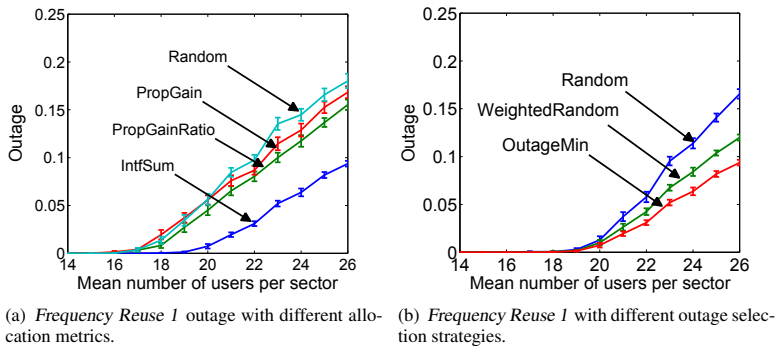 0.25
0.2
0.15
0.1
0.05
0
Outage
Random
PropGain
PropGainRatio
IntfSum
14 16 18 20 22 24 26
Mean number of users per sector
(a) Frequency Reuse 1 outage with different allo-
cation metrics.
0.25
0.2
0.15
0.1
0.05
0
Outage
Random
WeightedRandom
OutageMin
14 16 18 20 22 24 26
Mean number of users per sector
(b) Frequency Reuse 1 with different outage selec-
tion strategies.